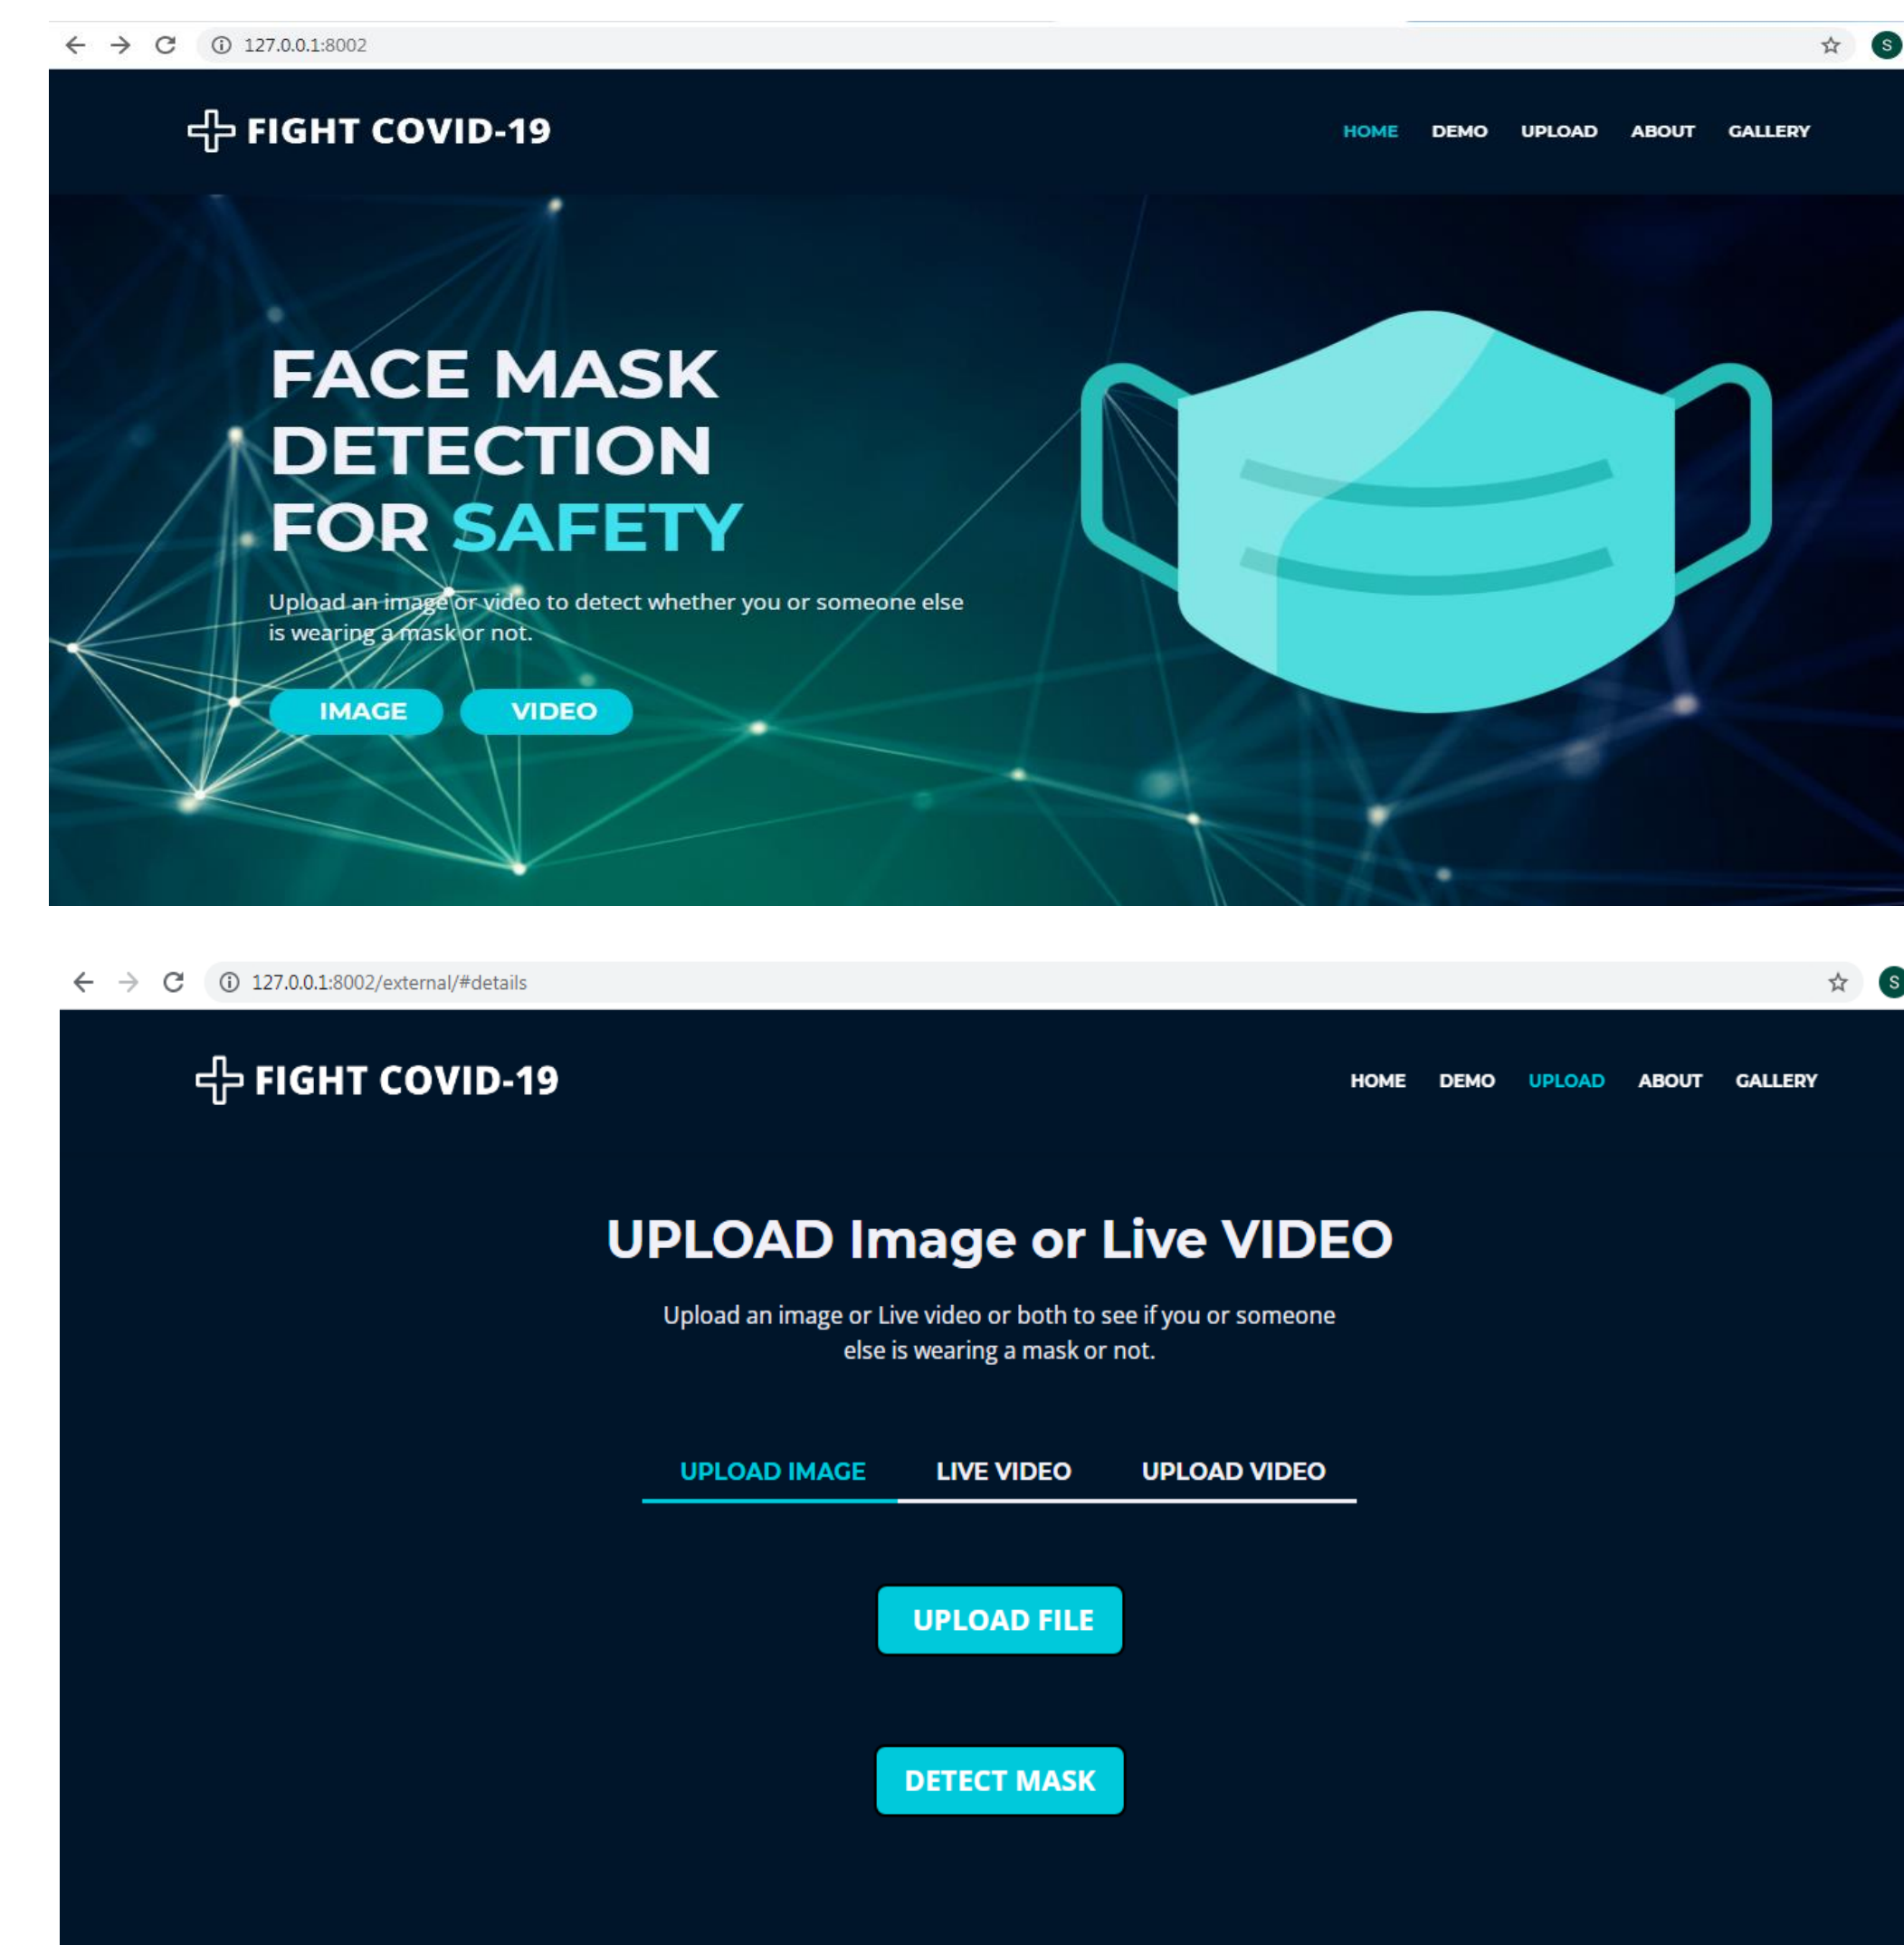 127.0.0.1:8002
S
FIGHT COVID-19
HOME DEMO UPLOAD ABOUT GALLERY
FACE MASK
DETECTION
FOR SAFETY
Upload an image or video to detect whether you or someone else
is wearing a mask or not.
IMAGE VIDEO
127.0.0.1:8002/external/#details
S
FIGHT COVID-19
HOME DEMO UPLOAD ABOUT GALLERY
UPLOAD Image or Live VIDEO
Upload an image or Live video or both to see if you or someone
else is wearing a mask or not.
UPLOAD IMAGE LIVE VIDEO UPLOAD VIDEO
UPLOAD FILE
DETECT MASK